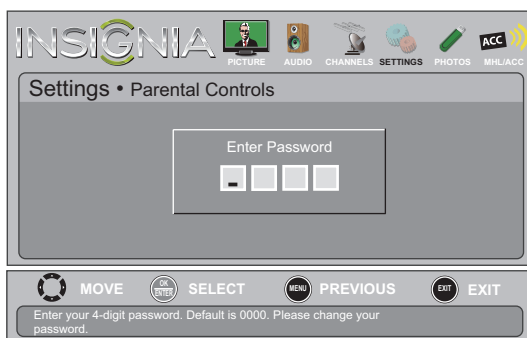 INSIGNIA
PICTURE AUDIO CHANNELS SETTINGS PHOTOS MHL/ACC
ACC
Settings • Parental Controls
Enter Password
OK
ENTER
MOVE SELECT MENU PREVIOUS EXIT EXIT
Enter your 4-digit password. Default is 0000. Please change your
password.